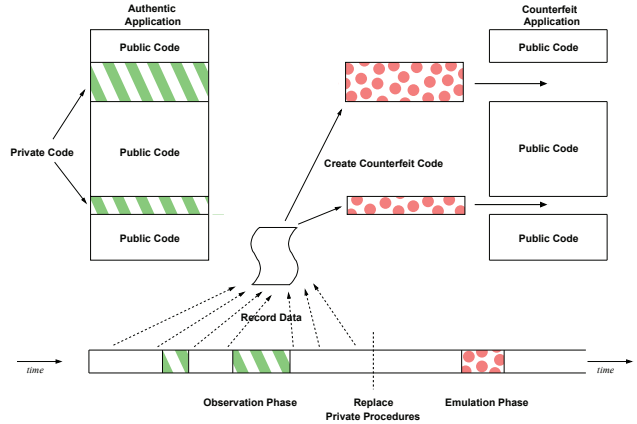 Authentic
Application
Counterfeit
Application
Public Code
Public Code
Private Code
Public Code
Public Code
Create Counterfeit Code
Public Code
Public Code
Record Data
time
time
Observation Phase
Replace
Private Procedures
Emulation Phase